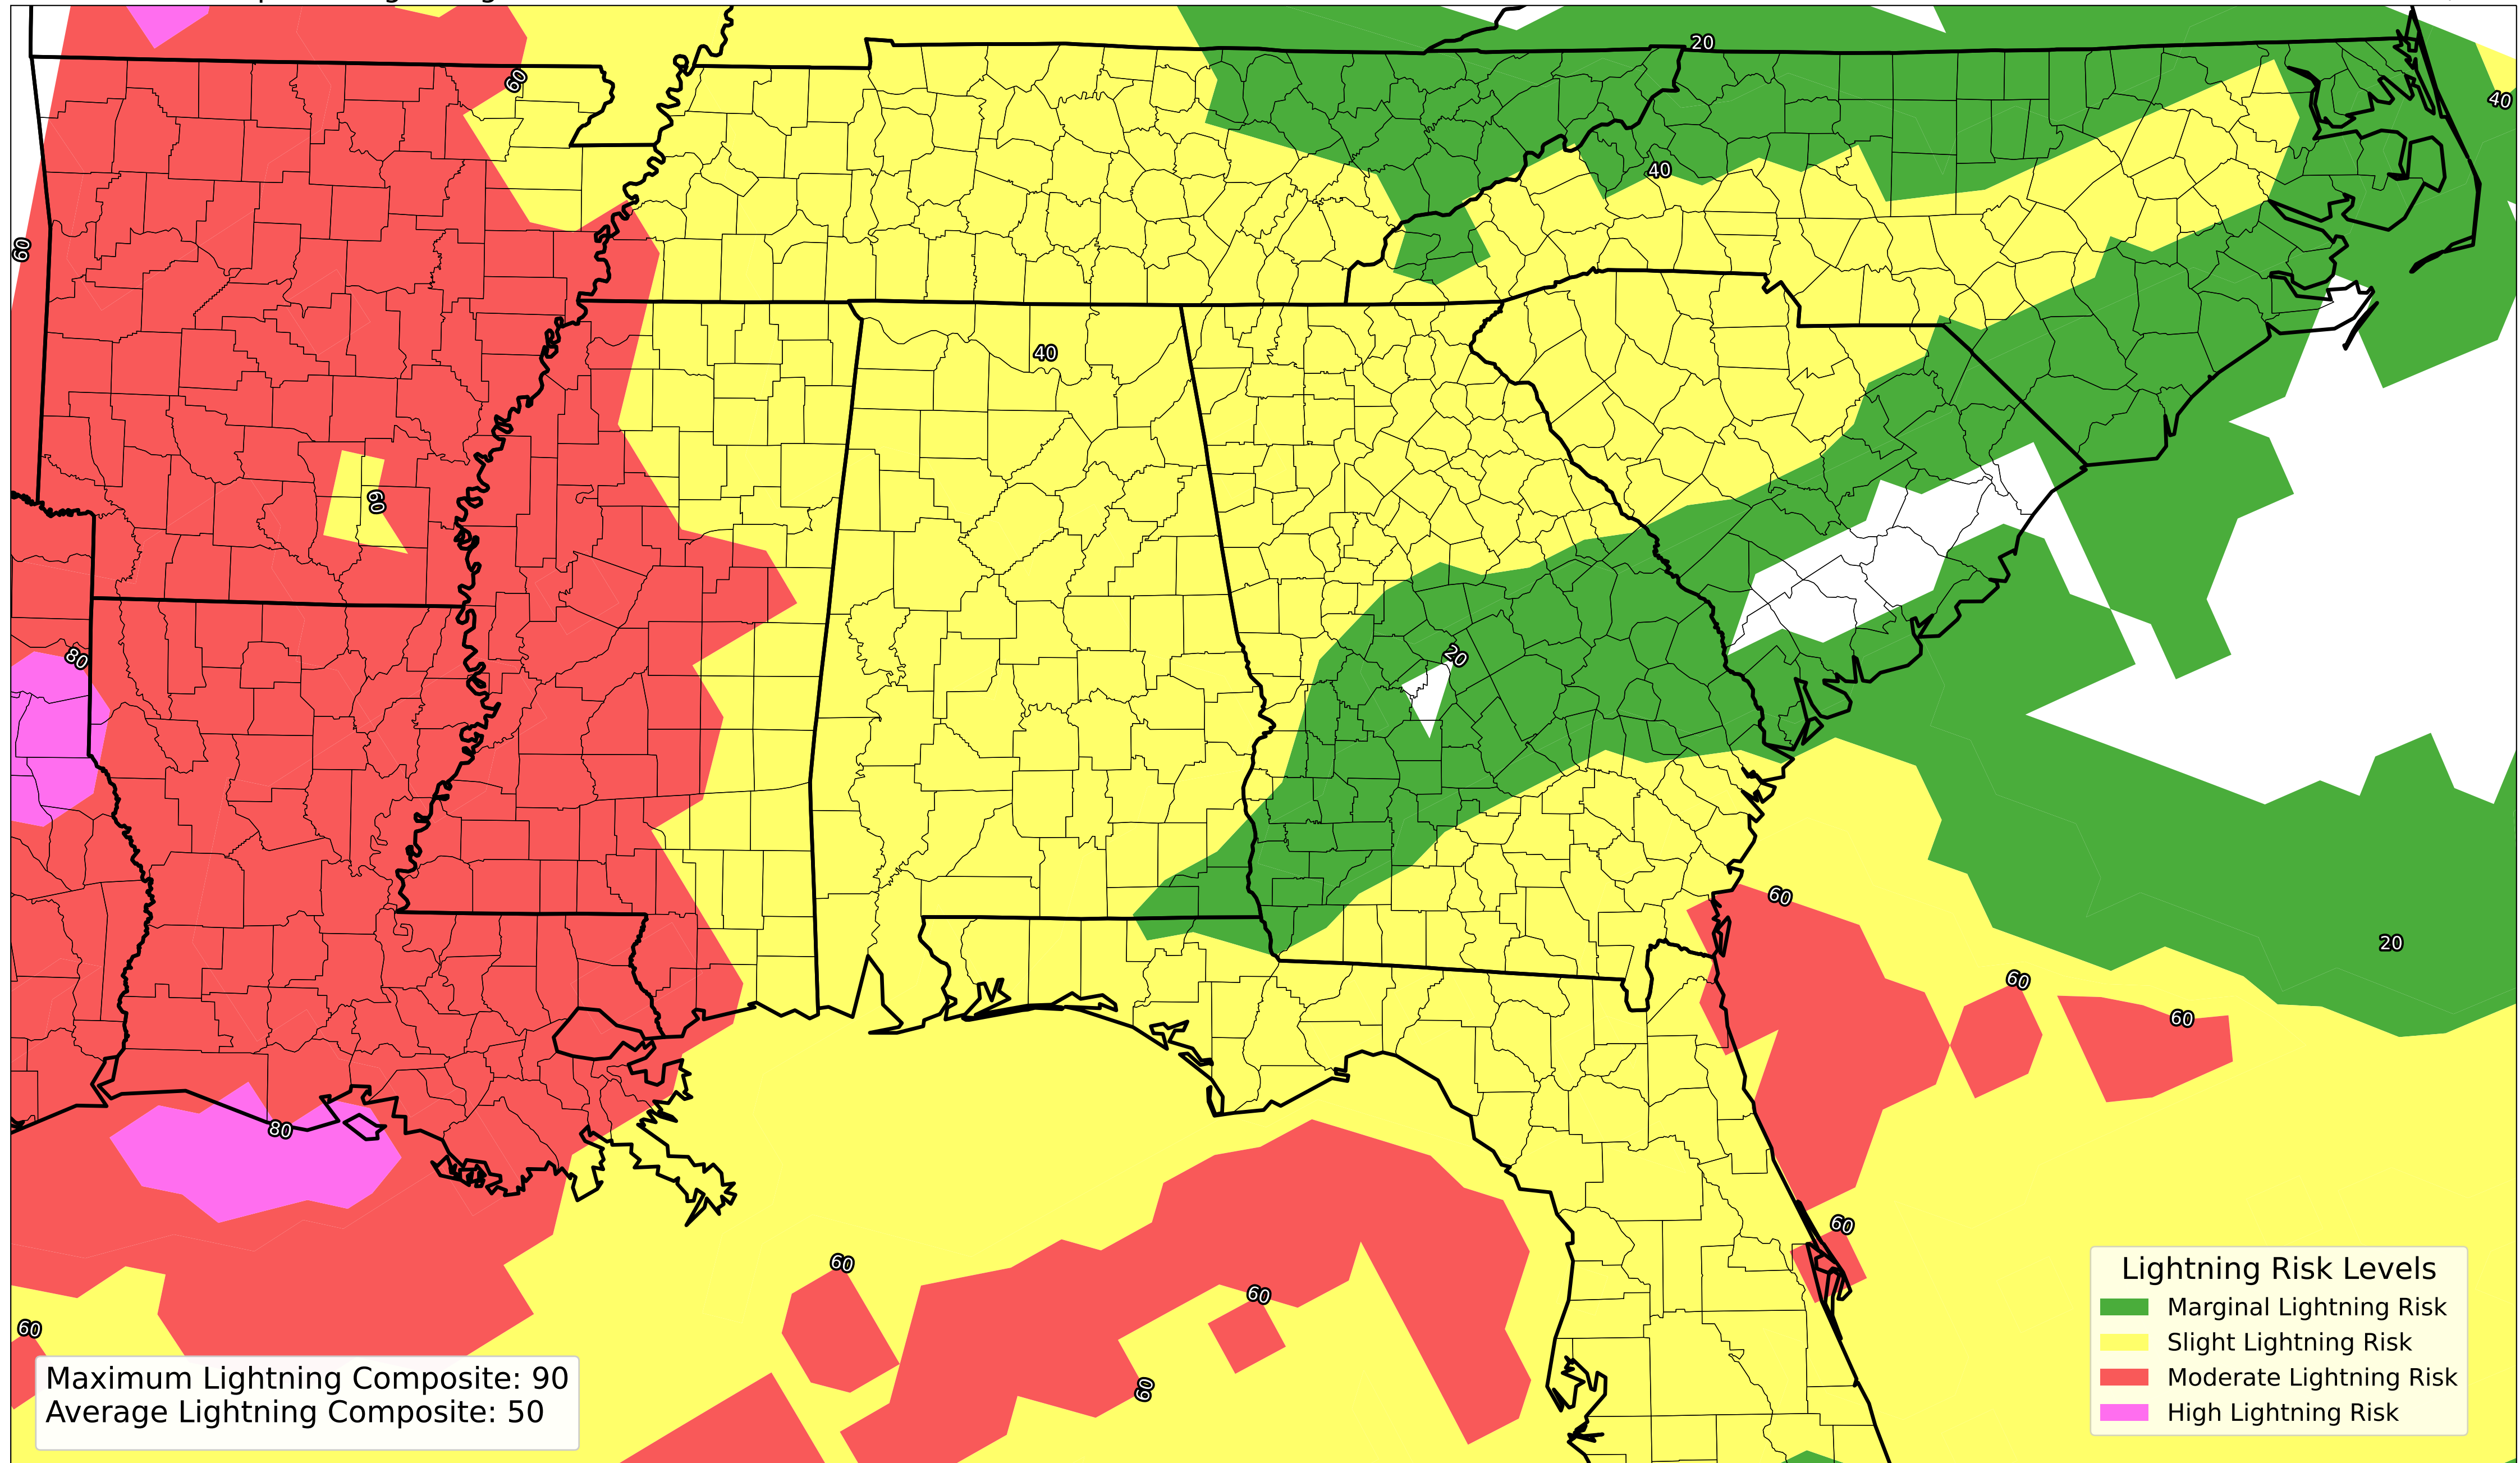 20
60
40
40
60
40
60
80
20
60
20
60
60
80
60
60
60
60
60
Lightning Risk Levels
Marginal Lightning Risk
Slight Lightning Risk
Moderate Lightning Risk
High Lightning Risk
Maximum Lightning Composite: 90
Average Lightning Composite: 50